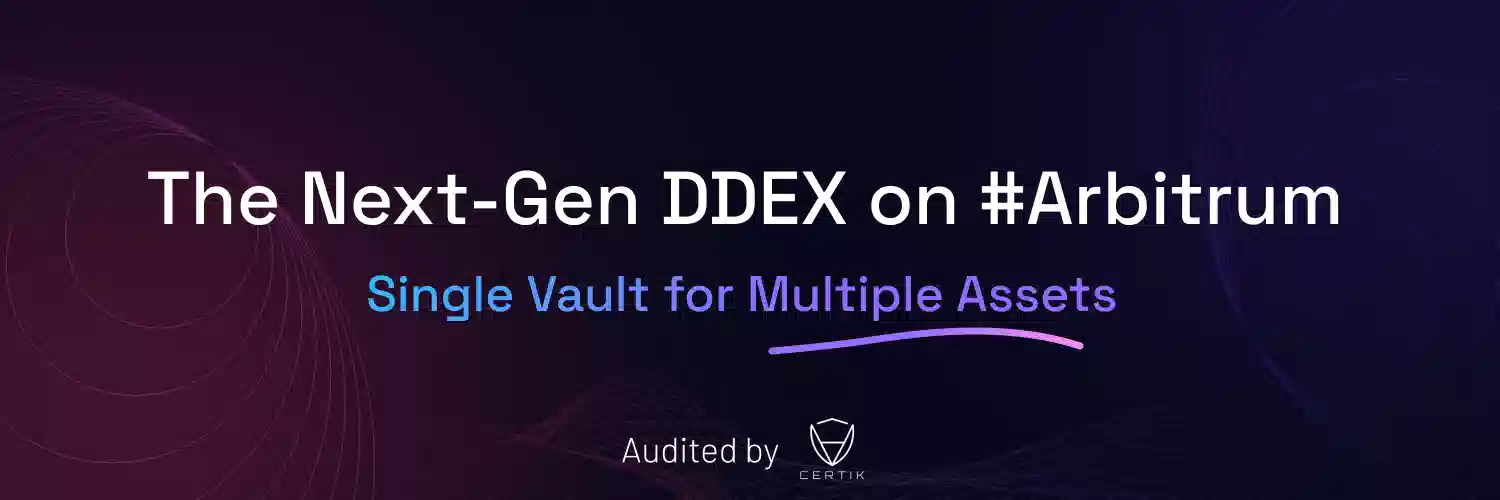 The Next-Gen DDEX on #Arbitrum
Single Vault for Multiple Assets
Audited by
CERTIK